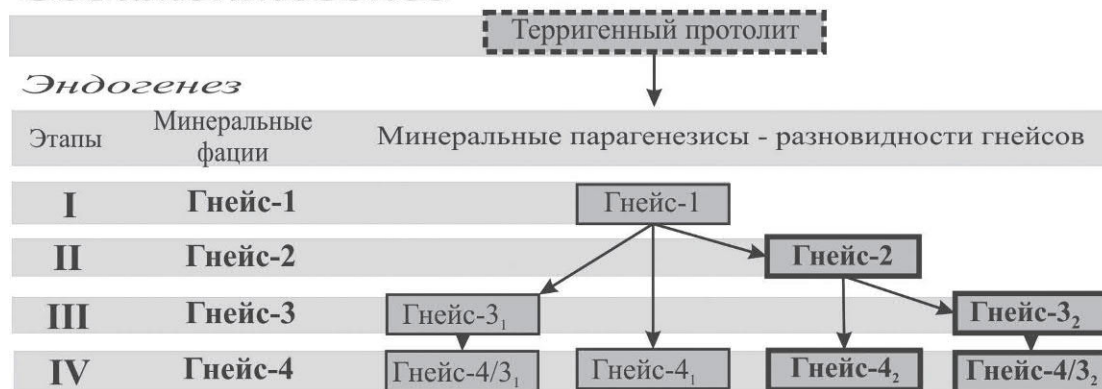 Терригенный протолит
Эндогенез
Этапы Минеральные фации Минеральные парагенезисы - разновидности гнейсов
I Гнейс-1 Гнейс-1
II Гнейс-2 Гнейс-2
III Гнейс-3 Гнейс-3₁ Гнейс-3₂
IV Гнейс-4 Гнейс-4/3₁ Гнейс-4₁ Гнейс-4₂ Гнейс-4/3₂